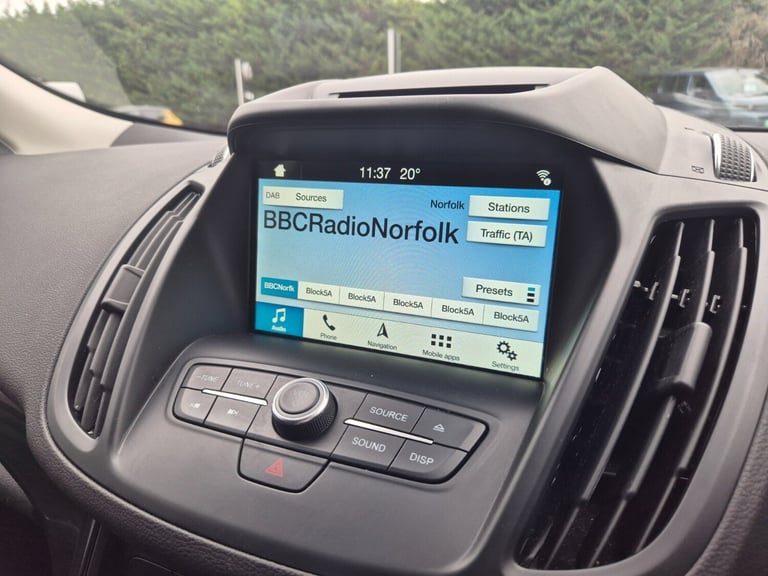 11:37 20°
DAB Sources
Norfolk Stations
BBCRadioNorfolk
Traffic (TA)
Presets
BBCNorfk Block5A Block5A Block5A Block5A Block5A
Audio Phone Navigation Mobile apps Settings
- TUNE TUNE +
SOURCE
SOUND
DISP